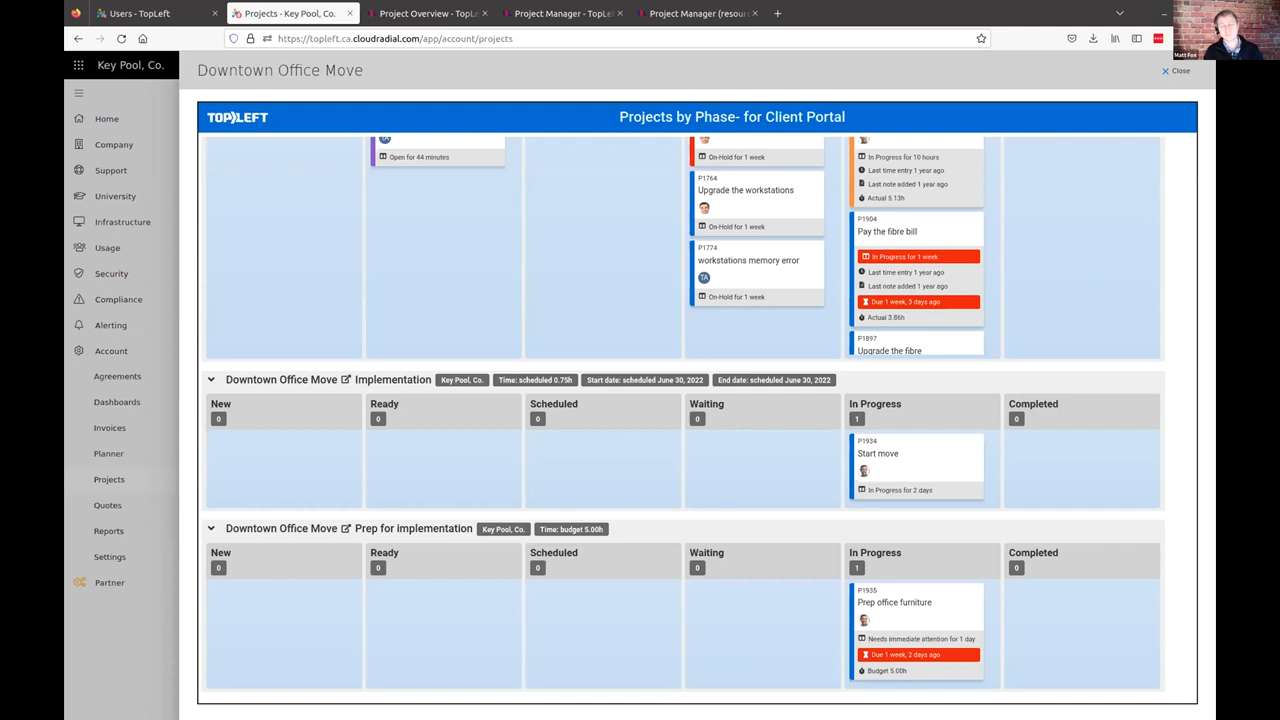 Users - TopLeft
Projects - Key Pool, Co.
Project Overview - TopL
Project Manager - TopLef
Project Manager (resour
https://topleft.ca.cloudradial.com/app/account/projects
Matt Fox
Key Pool, Co.
Downtown Office Move
Close
Home
Company
Support
University
Infrastructure
Usage
Security
Compliance
Alerting
Account
Agreements
Dashboards
Invoices
Planner
Projects
Quotes
Reports
Settings
Partner
TOPLEFT
Projects by Phase- for Client Portal
TA
Open for 44 minutes
On-Hold for 1 week
P1764
Upgrade the workstations
On-Hold for 1 week
P1774
workstations memory error
TA
On-Hold for 1 week
In Progress for 10 hours
Last time entry 1 year ago
Last note added 1 year ago
Actual 5.13h
P1904
Pay the fibre bill
In Progress for 1 week
Last time entry 1 year ago
Last note added 1 year ago
Due 1 week, 3 days ago
Actual 3.86h
P1897
Upgrade the fibre
Downtown Office Move Implementation Key Pool, Co. Time: scheduled 0.75h Start date: scheduled June 30, 2022 End date: scheduled June 30, 2022
New Ready Scheduled Waiting In Progress Completed
0 0 0 0 1 0
P1934
Start move
In Progress for 2 days
Downtown Office Move Prep for implementation Key Pool, Co. Time: budget 5.00h
New Ready Scheduled Waiting In Progress Completed
0 0 0 0 1 0
P1935
Prep office furniture
Needs immediate attention for 1 day
Due 1 week, 2 days ago
Budget 5.00h